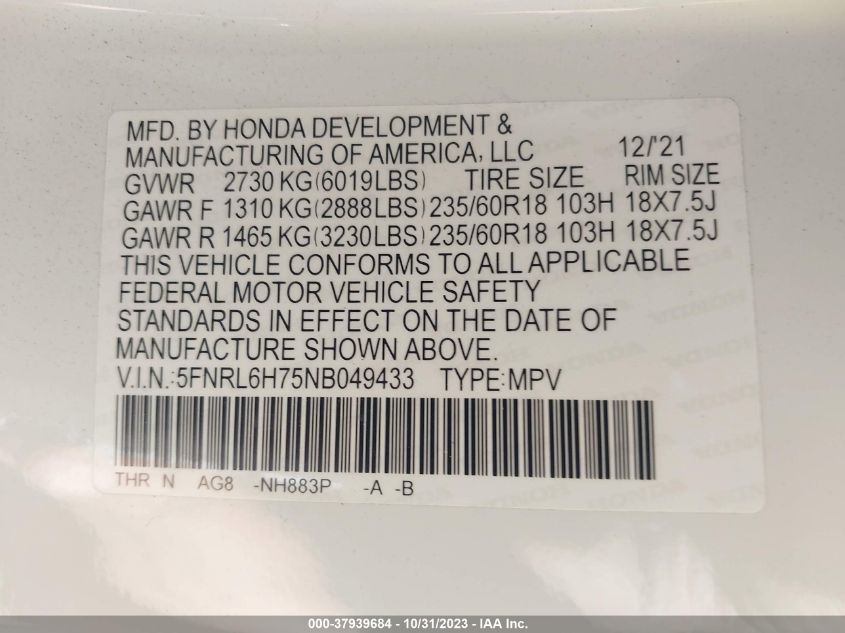 MFD. BY HONDA DEVELOPMENT &
MANUFACTURING OF AMERICA, LLC 12/'21
GVWR 2730 KG(6019LBS) TIRE SIZE RIM SIZE
GAWR F 1310 KG(2888LBS) 235/60R18 103H 18X7.5J
GAWR R 1465 KG(3230LBS) 235/60R18 103H 18X7.5J
THIS VEHICLE CONFORMS TO ALL APPLICABLE
FEDERAL MOTOR VEHICLE SAFETY
STANDARDS IN EFFECT ON THE DATE OF
MANUFACTURE SHOWN ABOVE.
V.I.N.:5FNRL6H75NB049433 TYPE:MPV
THR N AG8 -NH883P -A -B
000-37939684 - 10/31/2023 - IAA Inc.